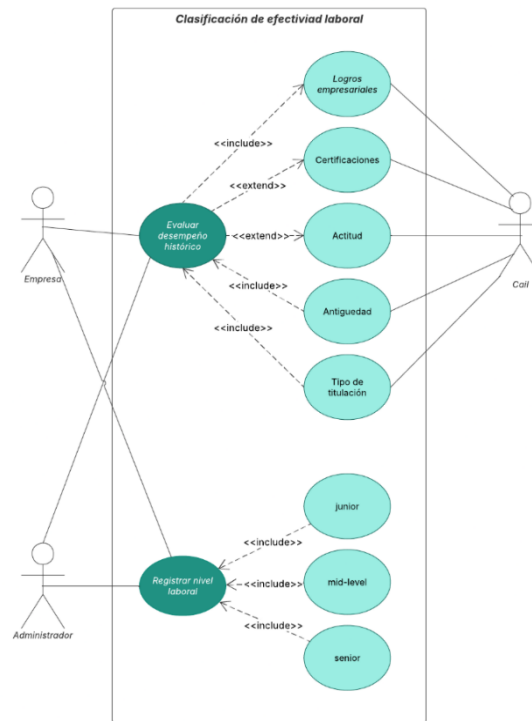 Clasificación de efectiviad laboral
Logros
empresariales
<<include>>
Certificaciones
<<extend>>
Evaluar
desempeño
histórico
<<extend>>
Actitud
Empresa
Cail
<<include>>
Antiguedad
<<include>>
Tipo de
titulación
junior
<<include>>
Registrar nivel
laboral
<<include>>
mid-level
Administrador
<<include>>
senior